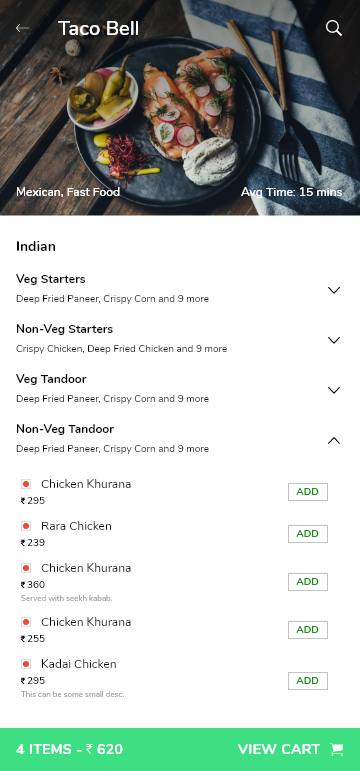 Taco Bell
Mexican, Fast Food
Avg Time: 15 mins
Indian
Veg Starters
Deep Fried Paneer, Crispy Corn and 9 more
Non-Veg Starters
Crispy Chicken, Deep Fried Chicken and 9 more
Veg Tandoor
Deep Fried Paneer, Crispy Corn and 9 more
Non-Veg Tandoor
Deep Fried Paneer, Crispy Corn and 9 more
Chicken Khurana
₹ 295
ADD
Rara Chicken
₹ 239
ADD
Chicken Khurana
₹ 360
Served with seekh kabab.
ADD
Chicken Khurana
₹ 255
ADD
Kadai Chicken
₹ 295
This can be some small desc.
ADD
4 ITEMS - ₹ 620
VIEW CART